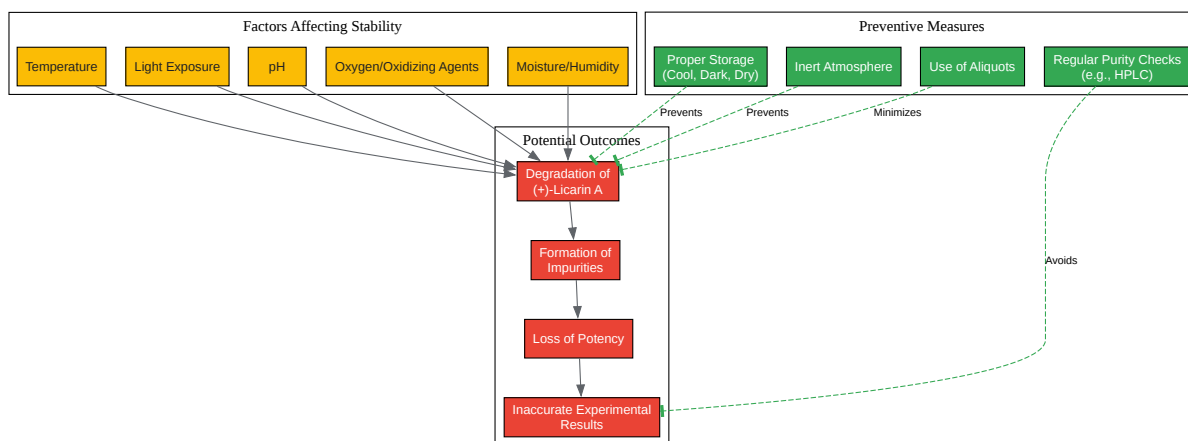 Factors Affecting Stability
Preventive Measures
Temperature
Light Exposure
pH
Oxygen/Oxidizing Agents
Moisture/Humidity
Proper Storage
(Cool, Dark, Dry)
Inert Atmosphere
Use of Aliquots
Regular Purity Checks
(e.g., HPLC)
Prevents
Prevents
Minimizes
Potential Outcomes
Degradation of
(+)-Licarin A
Formation of
Impurities
Avoids
Loss of Potency
Inaccurate Experimental
Results